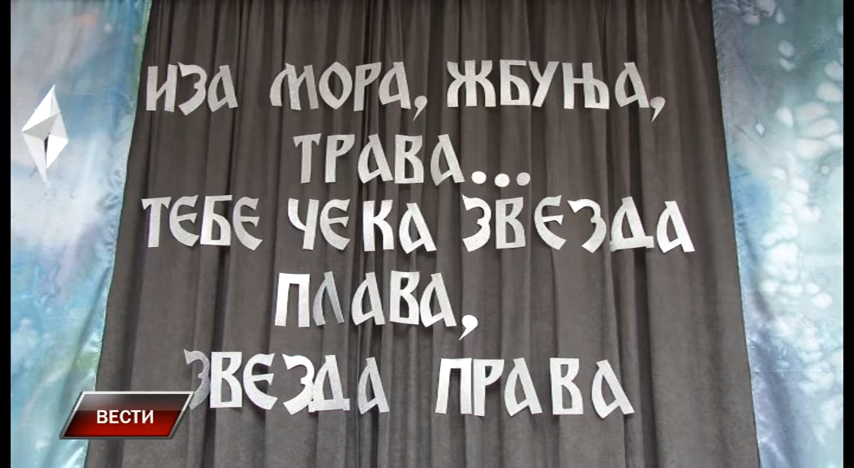 ИЗА МОРА, ЖБУЊА,
ТРАВА...
ТЕБЕ ЧЕКА ЗВЕЗДА
ПЛАВА,
ЗВЕЗДА ПРАВА
ВЕСТИ